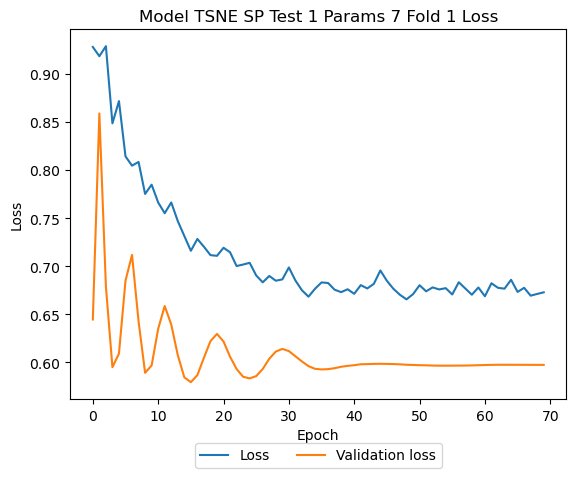 Model TSNE SP Test 1 Params 7 Fold 1 Loss
0.90
0.85
0.80
0.75
0.70
0.65
0.60
Loss
0 10 20 30 40 50 60 70
Epoch
Loss Validation loss